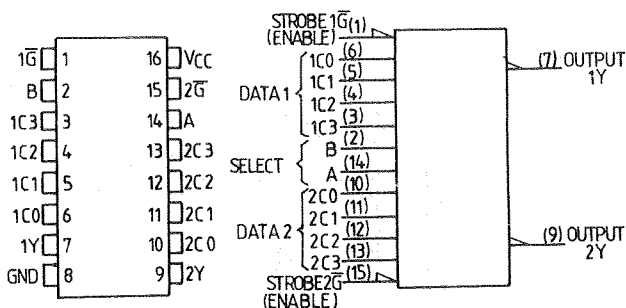 1G̅ 1 16 VCC
B 2 15 2G̅
1C3 3 14 A
1C2 4 13 2C3
1C1 5 12 2C2
1C0 6 11 2C1
1Y 7 10 2C0
GND 8 9 2Y
STROBE 1G̅ (1)
(ENABLE)
DATA 1
1C0 (6)
1C1 (5)
1C2 (4)
1C3 (3)
SELECT
B (2)
A (14)
DATA 2
2C0 (10)
2C1 (11)
2C2 (12)
2C3 (13)
STROBE2G̅ (15)
(ENABLE)
(7) OUTPUT
1Y
(9) OUTPUT
2Y